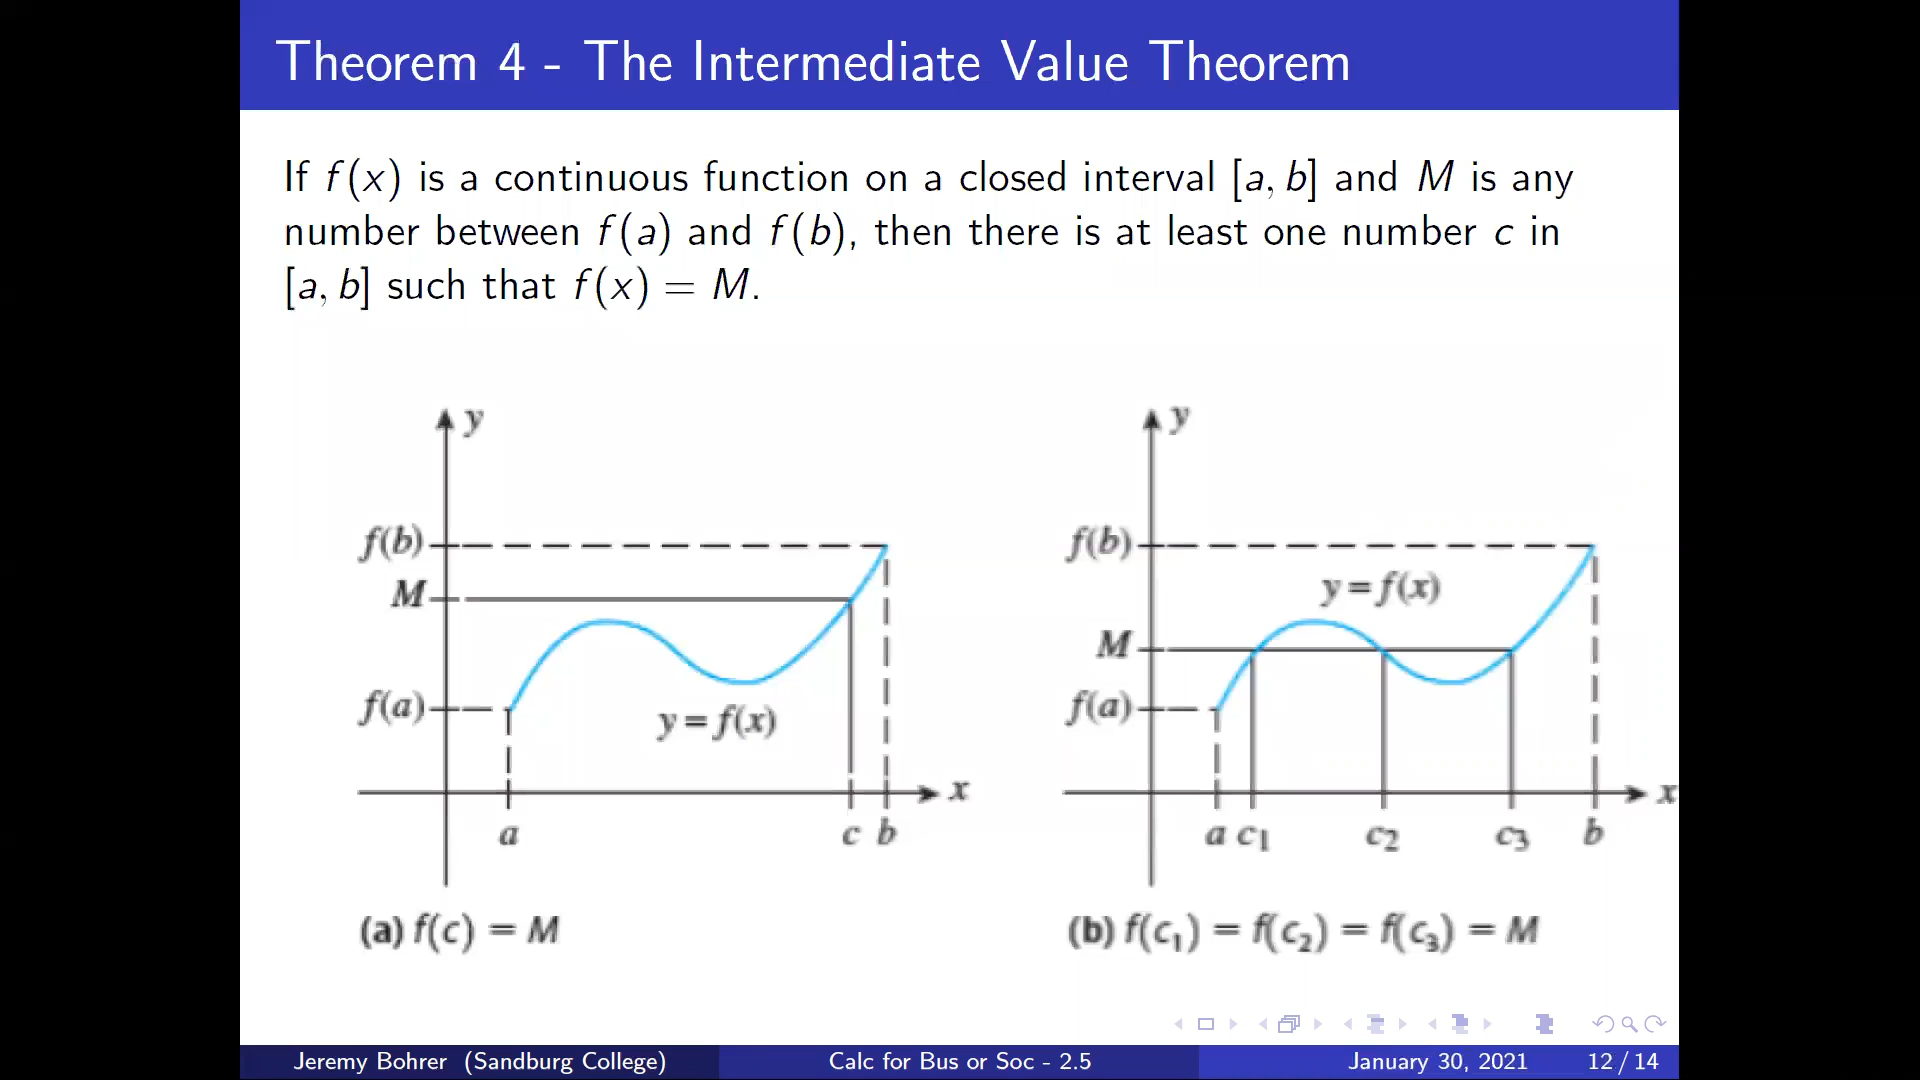 Theorem 4 - The Intermediate Value Theorem
If f(x) is a continuous function on a closed interval [a, b] and M is any
number between f(a) and f(b), then there is at least one number c in
[a, b] such that f(x) = M.
y
f(b)
M
f(a)
y = f(x)
x
a
c
b
(a) f(c) = M
y
f(b)
y = f(x)
M
f(a)
x
a
c₁
c₂
c₃
b
(b) f(c₁) = f(c₂) = f(c₃) = M
Jeremy Bohrer (Sandburg College)
Calc for Bus or Soc - 2.5
January 30, 2021
12 / 14